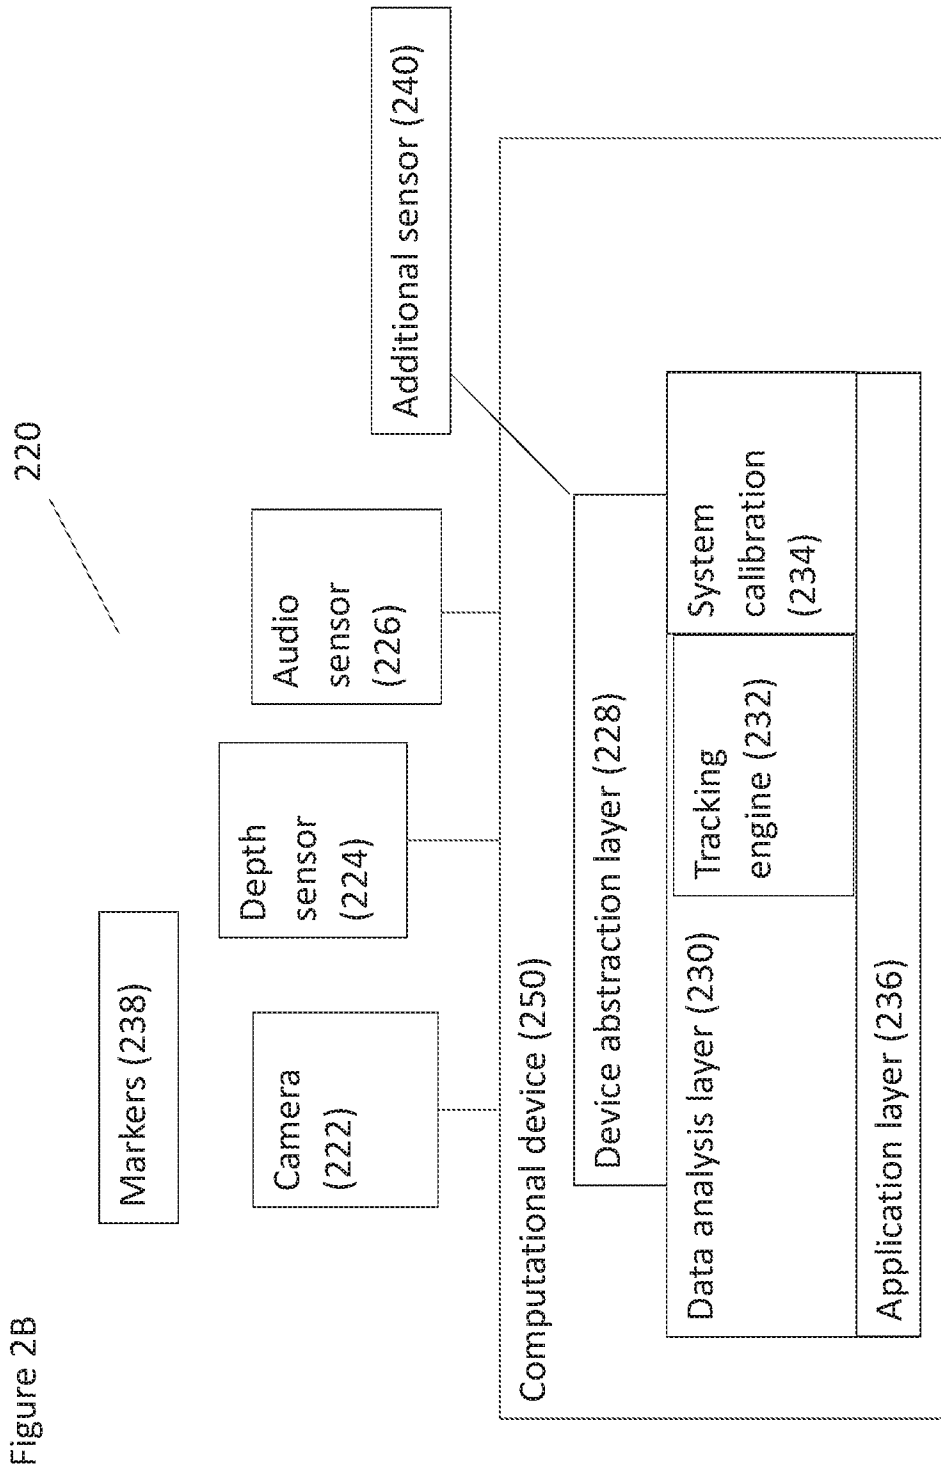 Figure 2B
220
Markers (238)
Camera
(222)
Depth
sensor
(224)
Audio
sensor
(226)
Additional sensor (240)
Computational device (250)
Device abstraction layer (228)
Data analysis layer (230)
Tracking
engine (232)
System
calibration
(234)
Application layer (236)